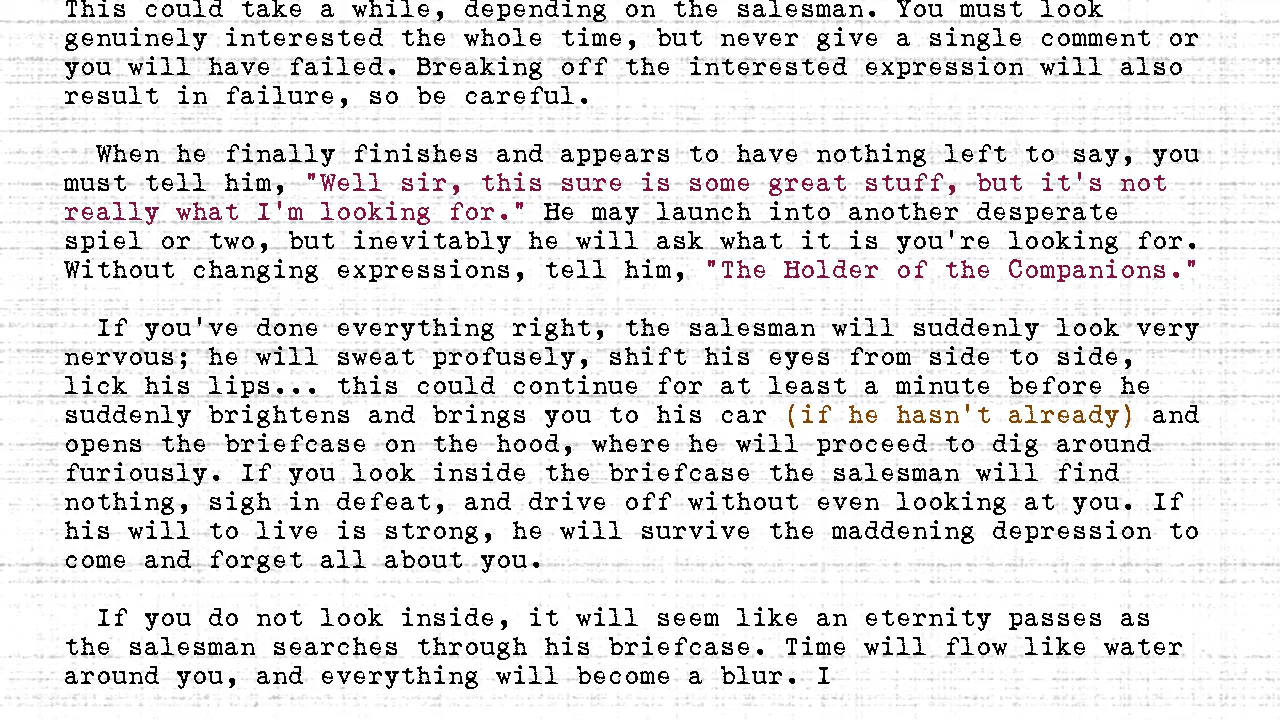 This could take a while, depending on the salesman. You must look
genuinely interested the whole time, but never give a single comment or
you will have failed. Breaking off the interested expression will also
result in failure, so be careful.
When he finally finishes and appears to have nothing left to say, you
must tell him, "Well sir, this sure is some great stuff, but it's not
really what I'm looking for." He may launch into another desperate
spiel or two, but inevitably he will ask what it is you're looking for.
Without changing expressions, tell him, "The Holder of the Companions."
If you've done everything right, the salesman will suddenly look very
nervous; he will sweat profusely, shift his eyes from side to side,
lick his lips... this could continue for at least a minute before he
suddenly brightens and brings you to his car (if he hasn't already) and
opens the briefcase on the hood, where he will proceed to dig around
furiously. If you look inside the briefcase the salesman will find
nothing, sigh in defeat, and drive off without even looking at you. If
his will to live is strong, he will survive the maddening depression to
come and forget all about you.
If you do not look inside, it will seem like an eternity passes as
the salesman searches through his briefcase. Time will flow like water
around you, and everything will become a blur. I